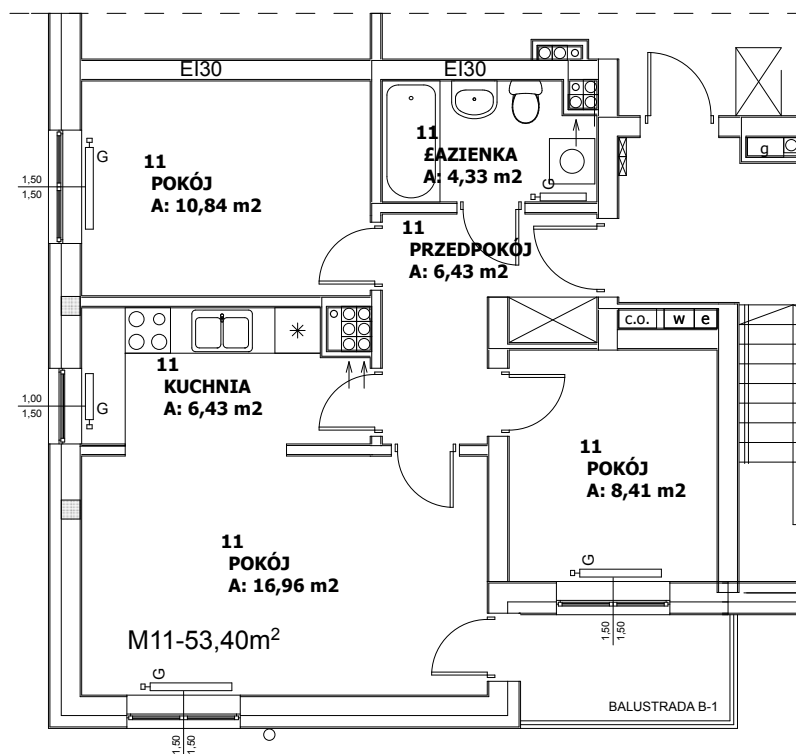 EI30
EI30
11
POKÓJ
A: 10,84 m2
11
ŁAZIENKA
A: 4,33 m2
11
PRZEDPOKÓJ
A: 6,43 m2
G
G
g
1,50
1,50
c.o. w e
11
KUCHNIA
A: 6,43 m2
G
1,00
1,50
11
POKÓJ
A: 8,41 m2
G
11
POKÓJ
A: 16,96 m2
M11-53,40m²
G
1,50
1,50
1,50
1,50
BALUSTRADA B-1